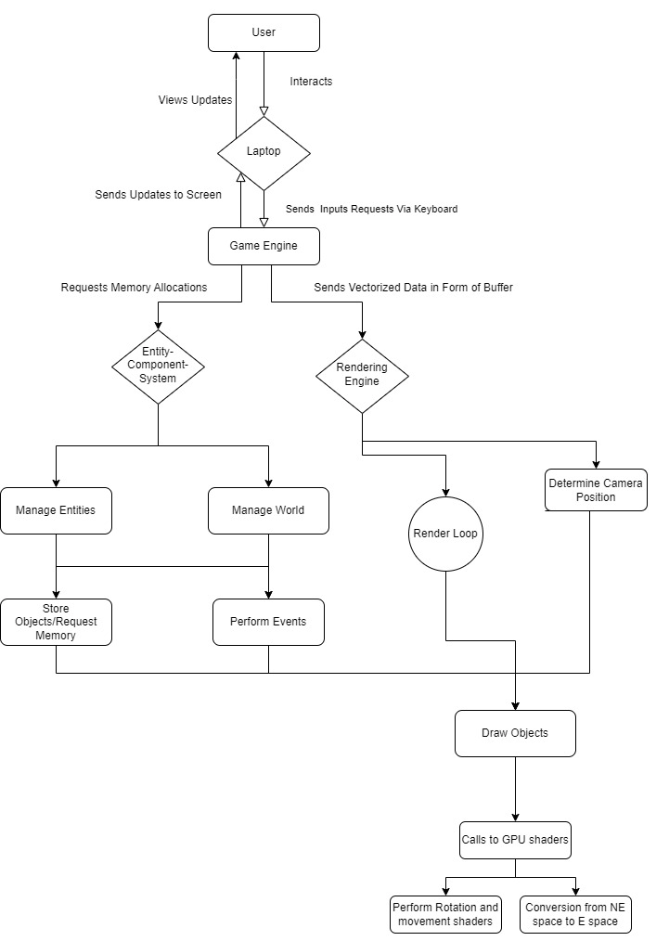 User
Interacts
Views Updates
Laptop
Sends Updates to Screen
Sends Inputs Requests Via Keyboard
Game Engine
Requests Memory Allocations
Sends Vectorized Data in Form of Buffer
Entity-
Component-
System
Rendering
Engine
Manage Entities
Manage World
Render Loop
Determine Camera
Position
Store
Objects/Request
Memory
Perform Events
Draw Objects
Calls to GPU shaders
Perform Rotation and
movement shaders
Conversion from NE
space to E space